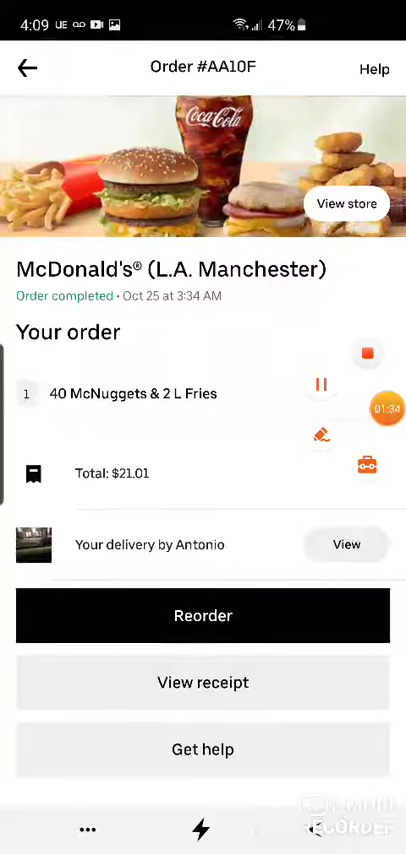 4:09 UE 47%
Order #AA10F
Help
Coca-Cola
View store
McDonald's® (L.A. Manchester)
Order completed • Oct 25 at 3:34 AM
Your order
1 40 McNuggets & 2 L Fries
01:34
Total: $21.01
Your delivery by Antonio
View
Reorder
View receipt
Get help
RECORDER